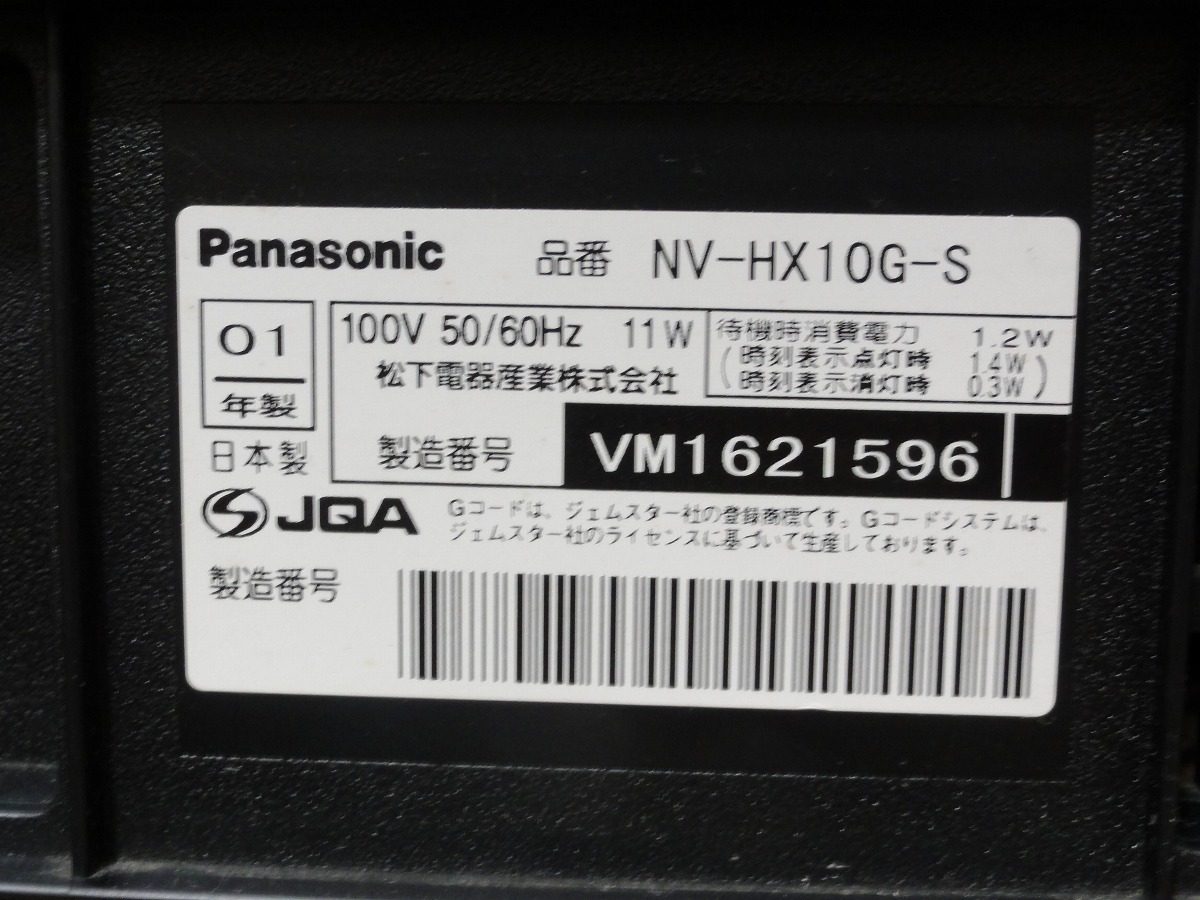 Panasonic 品番 NV-HX10G-S
01
年製
日本製
100V 50/60Hz 11W
松下電器産業株式会社
待機時消費電力 1.2W
(時刻表示点灯時 1.4W
時刻表示消灯時 0.3W)
製造番号 VM1621596
JQA
Gコードは、ジェムスター社の登録商標です。Gコードシステムは、
ジェムスター社のライセンスに基づいて生産しております。
製造番号